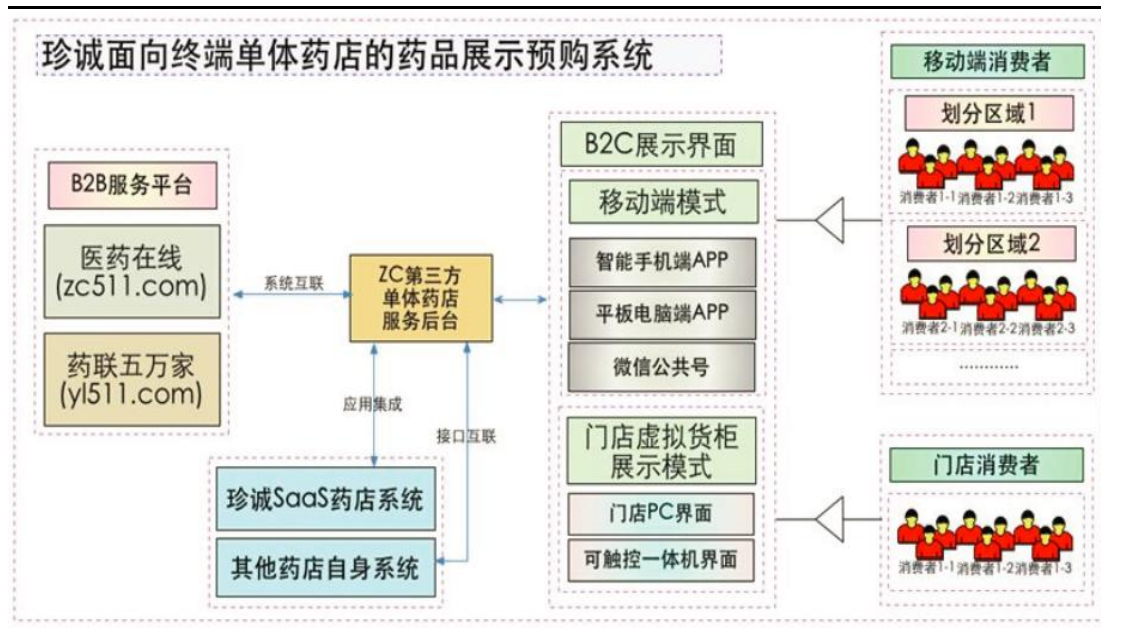 珍诚面向终端单体药店的药品展示预购系统
B2B服务平台
医药在线
(zc511.com)
药联五万家
(yl511.com)
系统互联
ZC第三方
单体药店
服务后台
应用集成
接口互联
珍诚SaaS药店系统
其他药店自身系统
B2C展示界面
移动端模式
智能手机端APP
平板电脑端APP
微信公共号
门店虚拟货柜
展示模式
门店PC界面
可触控一体机界面
移动端消费者
划分区域1
消费者1-1消费者1-2消费者1-3
划分区域2
消费者2-1消费者2-2消费者2-3
…………
门店消费者
消费者1-1消费者1-2消费者1-3